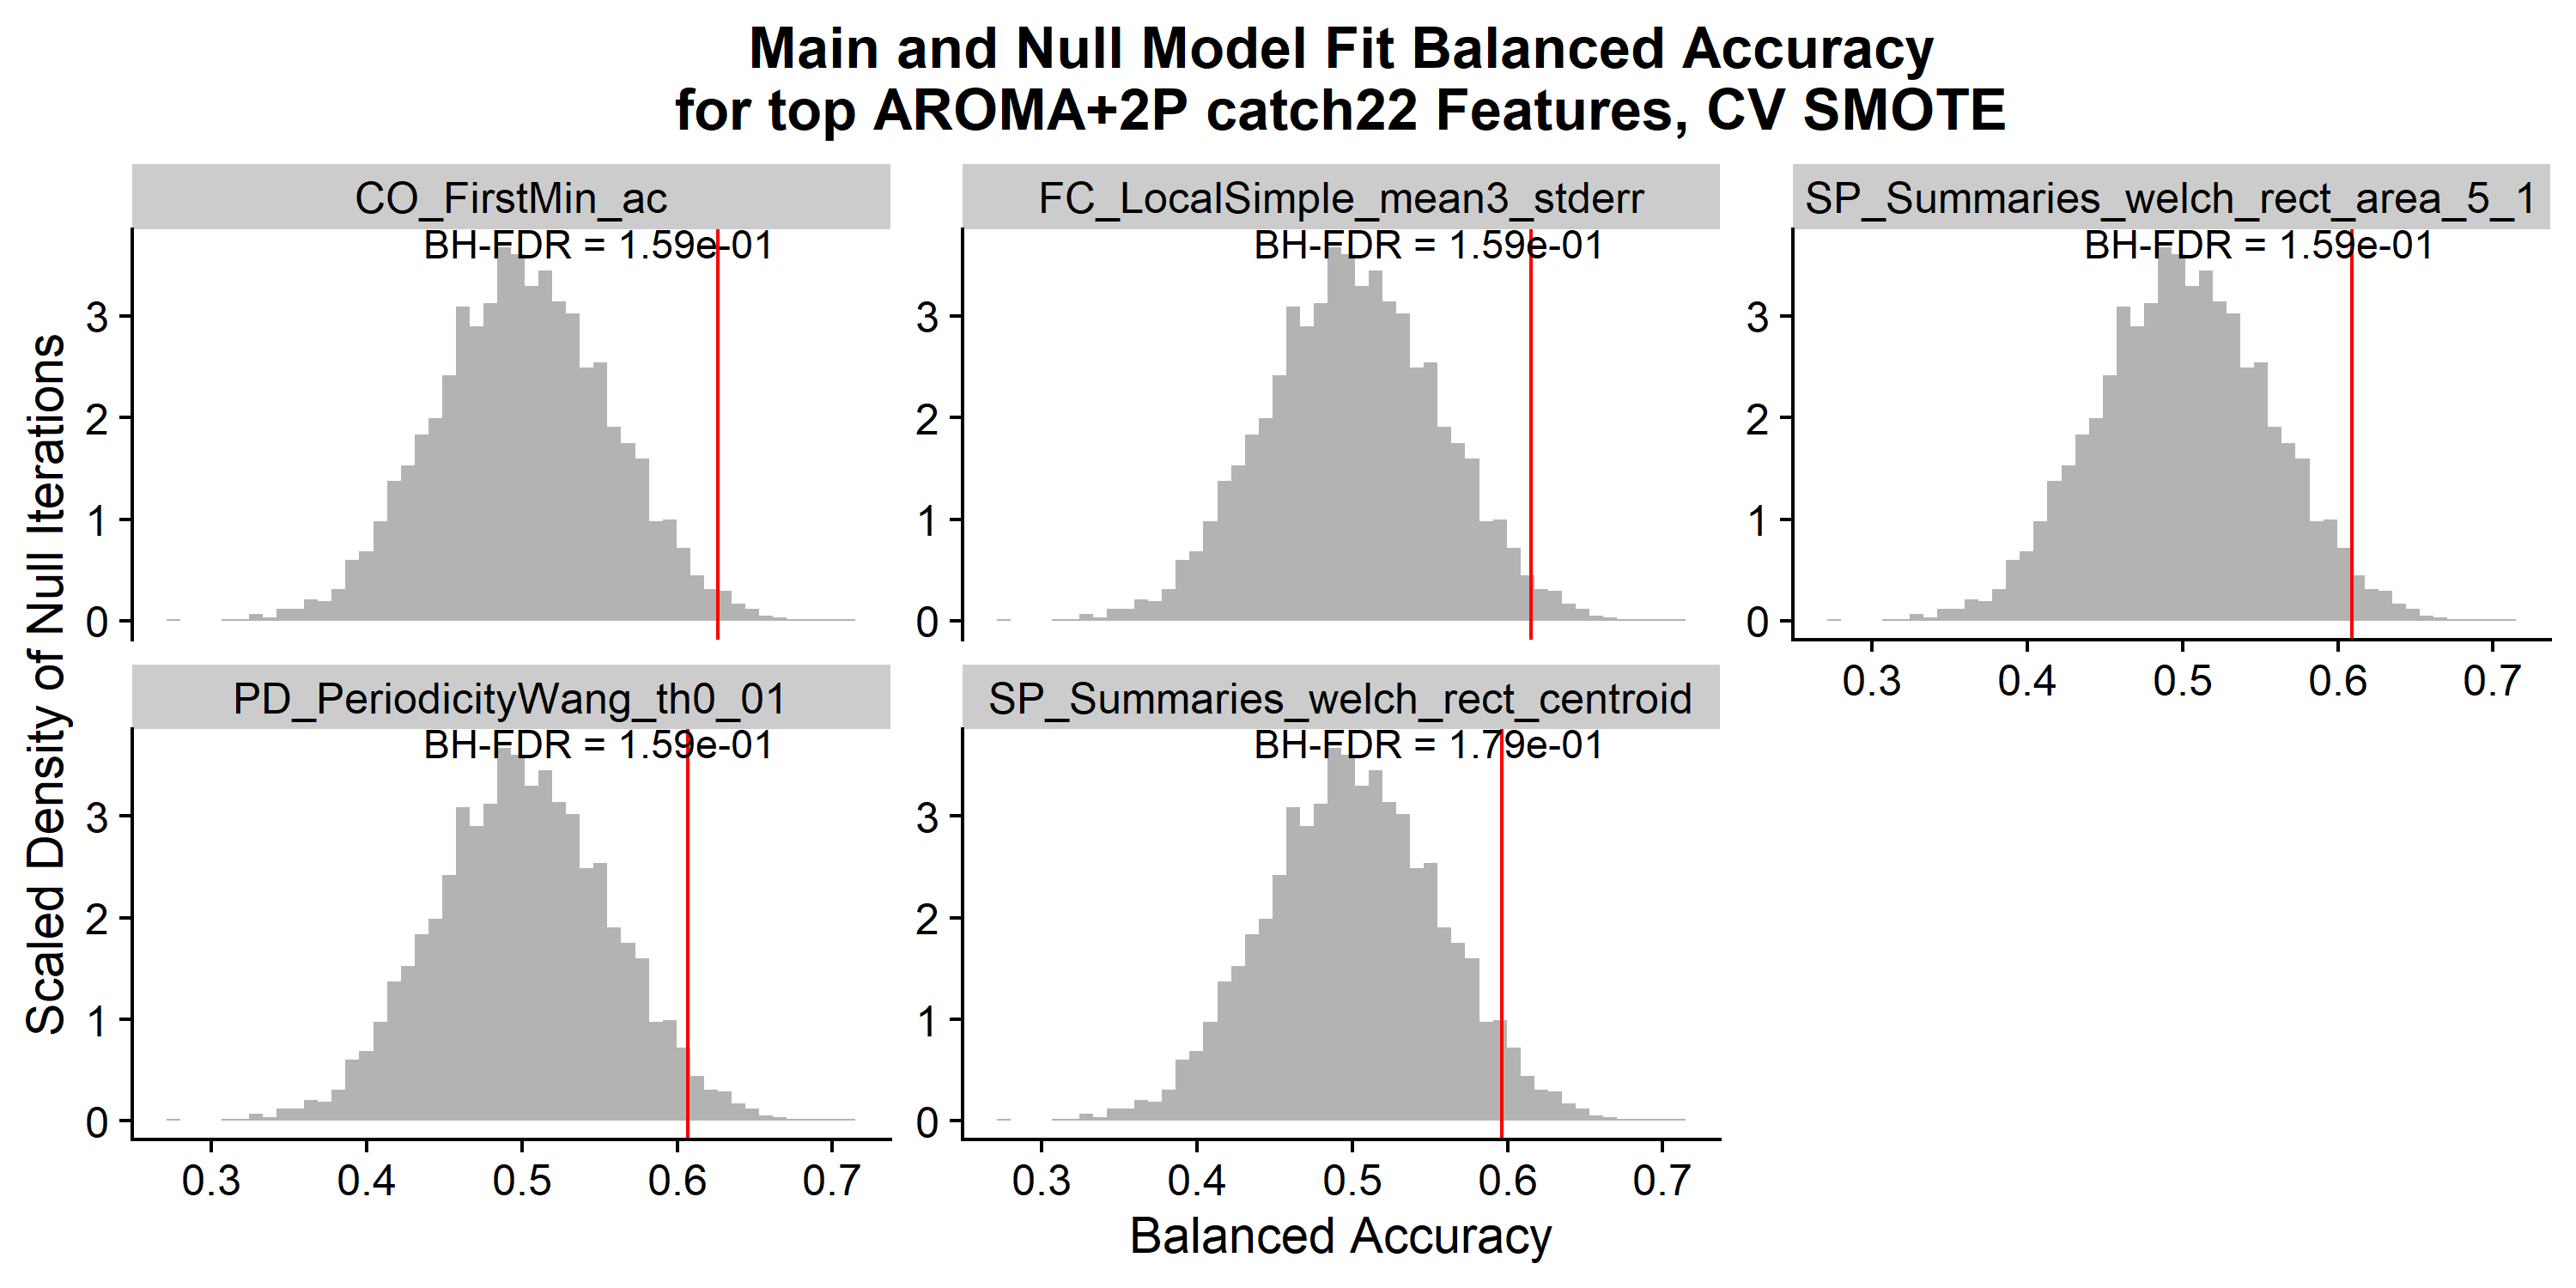 Main and Null Model Fit Balanced Accuracy
for top AROMA+2P catch22 Features, CV SMOTE
Scaled Density of Null Iterations
CO_FirstMin_ac
BH-FDR = 1.59e-01
3
2
1
0
FC_LocalSimple_mean3_stderr
BH-FDR = 1.59e-01
3
2
1
0
SP_Summaries_welch_rect_area_5_1
BH-FDR = 1.59e-01
3
2
1
0
0.3 0.4 0.5 0.6 0.7
PD_PeriodicityWang_th0_01
BH-FDR = 1.59e-01
3
2
1
0
0.3 0.4 0.5 0.6 0.7
SP_Summaries_welch_rect_centroid
BH-FDR = 1.79e-01
3
2
1
0
0.3 0.4 0.5 0.6 0.7
Balanced Accuracy